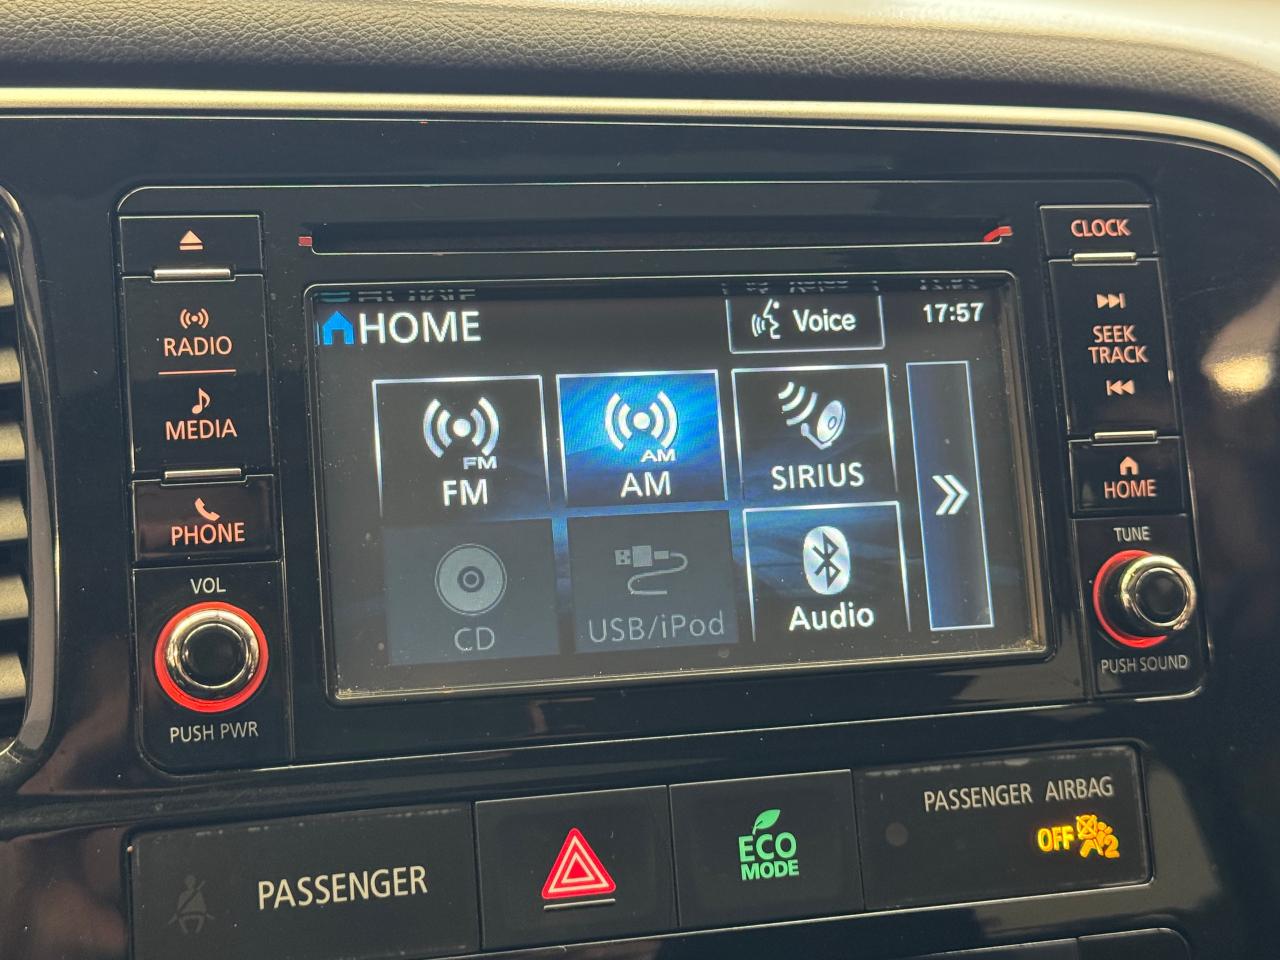 CLOCK
RADIO
MEDIA
PHONE
VOL
PUSH PWR
HOME
Voice
17:57
FM
FM
AM
AM
SIRIUS
CD
USB/iPod
Audio
SEEK
TRACK
HOME
TUNE
PUSH SOUND
PASSENGER
ECO
MODE
PASSENGER AIRBAG
OFF 2